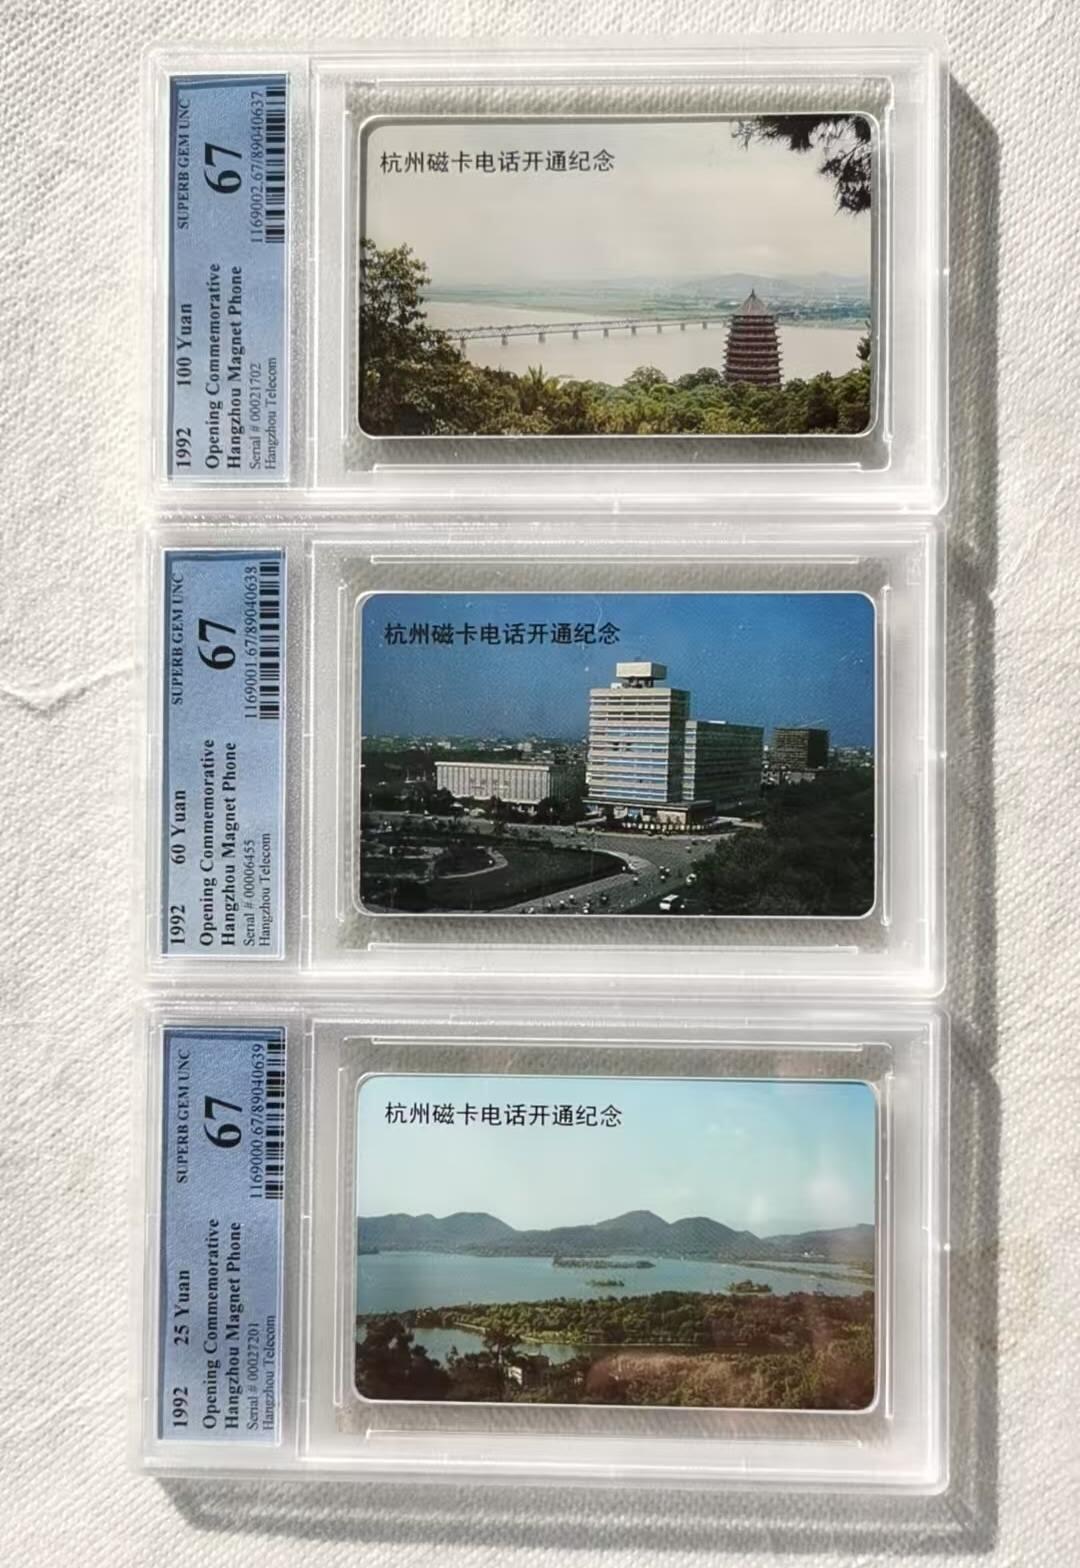 1992 100 Yuan SUPERB GEM UNC
Opening Commemorative 67
Hangzhou Magnet Phone
Serial # 00021702 1169002.67/89040637
Hangzhou Telecom
杭州磁卡电话开通纪念
1992 60 Yuan SUPERB GEM UNC
Opening Commemorative 67
Hangzhou Magnet Phone
Serial # 00006455 1169001.67/89040638
Hangzhou Telecom
杭州磁卡电话开通纪念
1992 25 Yuan SUPERB GEM UNC
Opening Commemorative 67
Hangzhou Magnet Phone
Serial # 00027201 1169000.67/89040639
Hangzhou Telecom
杭州磁卡电话开通纪念